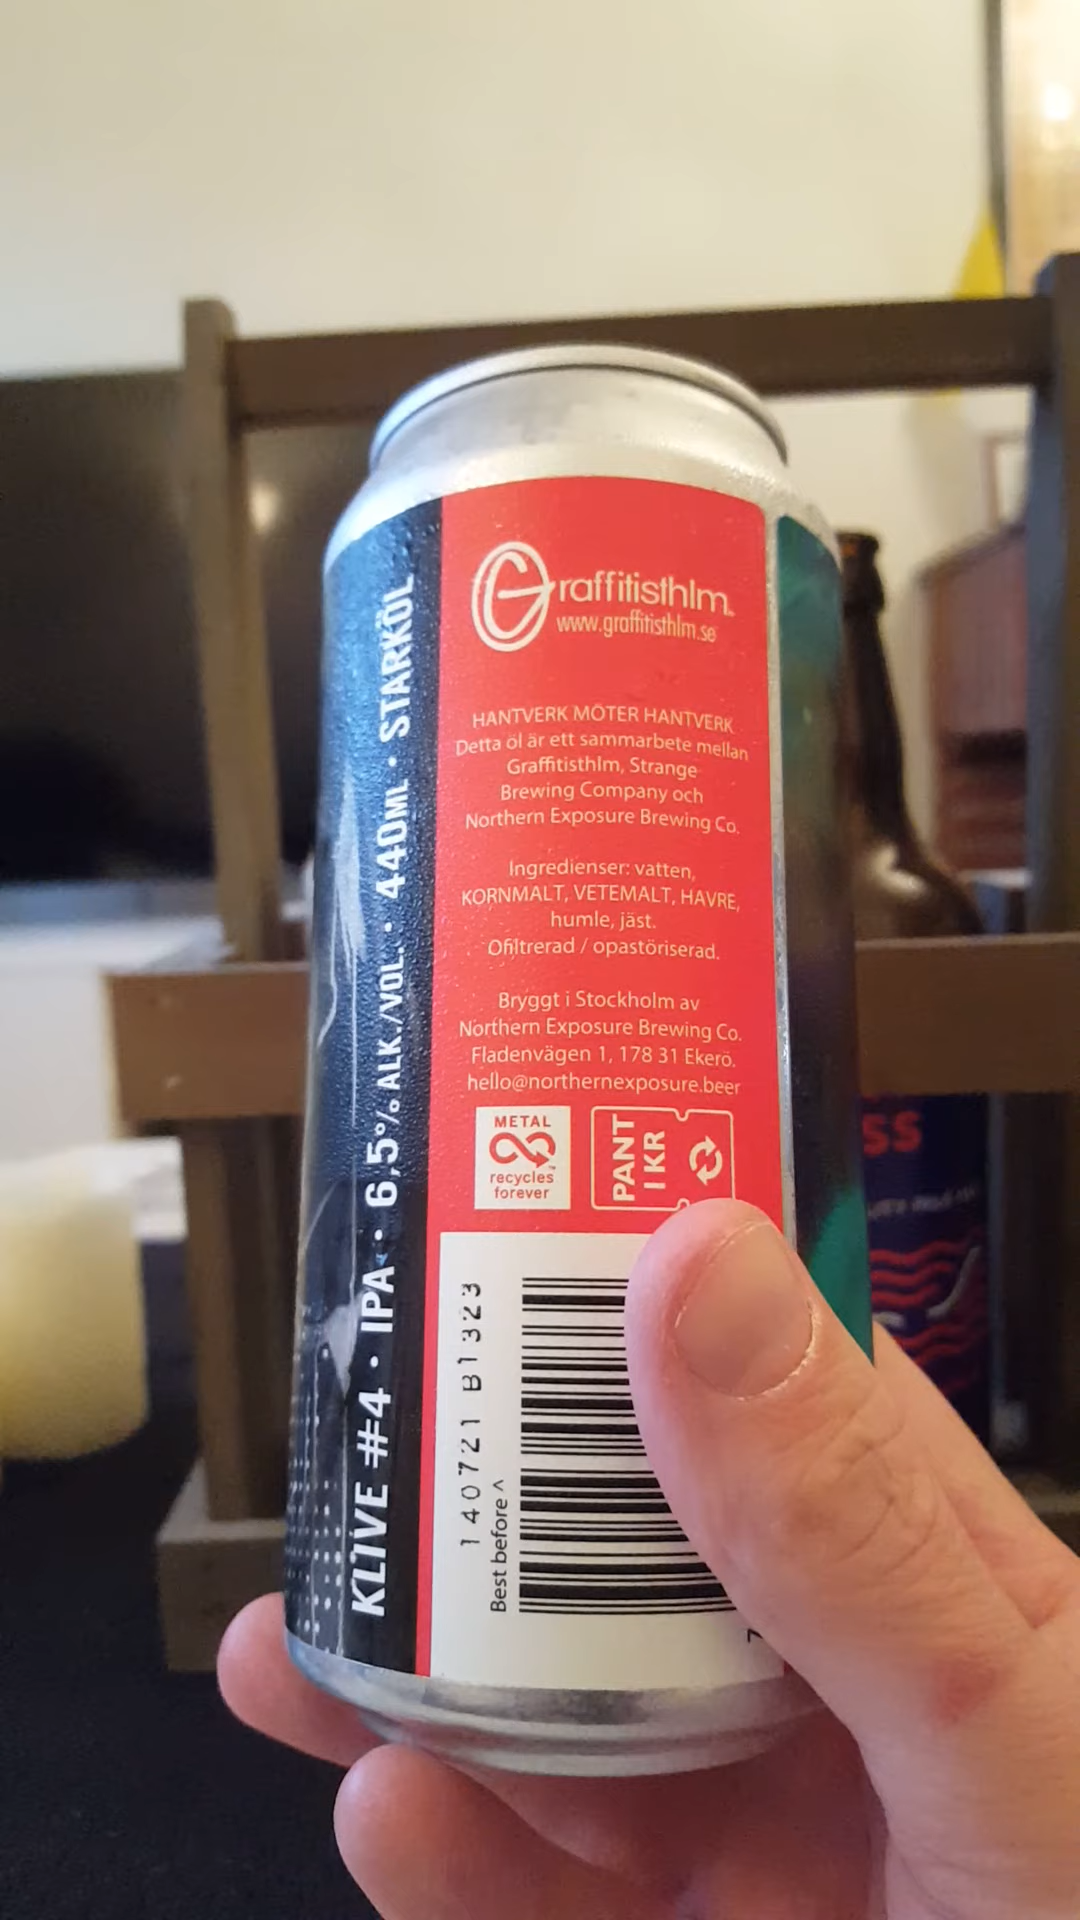 Graffitisthlm
www.graffitisthlm.se
HANTVERK MÖTER HANTVERK
Detta öl är ett sammarbete mellan
Graffitisthlm, Strange
Brewing Company och
Northern Exposure Brewing Co.
Ingredienser: vatten,
KORNMALT, VETEMALT, HAVRE,
humle, jäst.
Ofiltrerad / opastöriserad.
Bryggt i Stockholm av
Northern Exposure Brewing Co.
Fladenvägen 1, 178 31 Ekerö.
hello@northernexposure.beer
METAL
recycles
forever
PANT
1 KR
KLIVE #4 · IPA · 6,5% ALK./VOL. · 440ML · STARKÖL
140721 B1323
Best before ^
7
SS